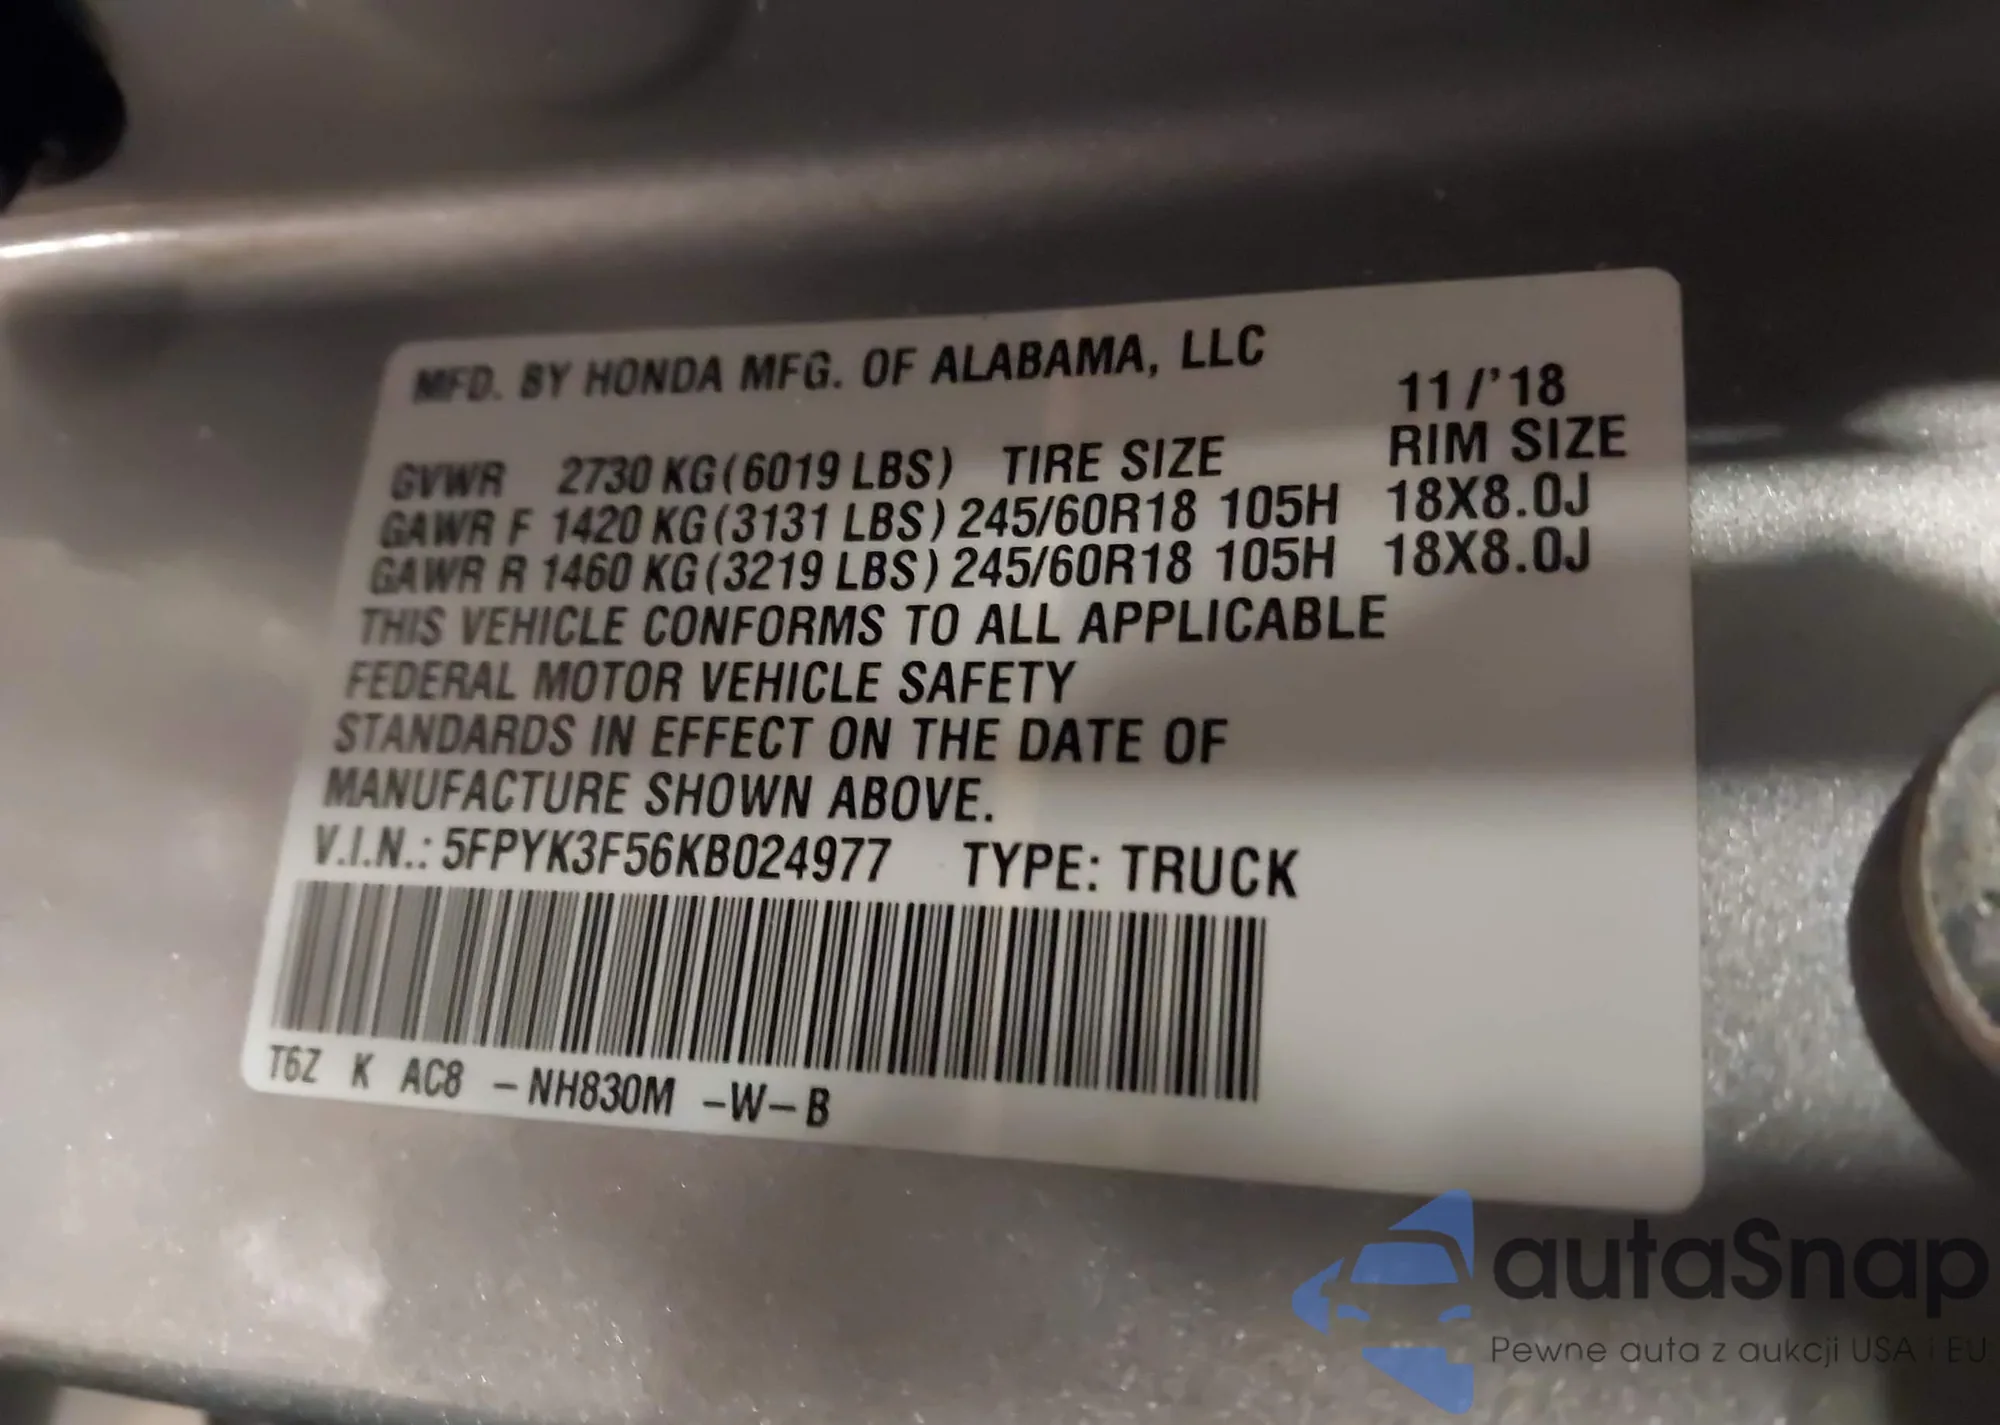 MFD. BY HONDA MFG. OF ALABAMA, LLC
11/'18
GVWR 2730 KG(6019 LBS) TIRE SIZE RIM SIZE
GAWR F 1420 KG(3131 LBS) 245/60R18 105H 18X8.0J
GAWR R 1460 KG(3219 LBS) 245/60R18 105H 18X8.0J
THIS VEHICLE CONFORMS TO ALL APPLICABLE
FEDERAL MOTOR VEHICLE SAFETY
STANDARDS IN EFFECT ON THE DATE OF
MANUFACTURE SHOWN ABOVE.
V.I.N.: 5FPYK3F56KB024977 TYPE: TRUCK
T6Z K AC8 -NH830M -W-B
autaSnap
Pewne auta z aukcji USA i EU